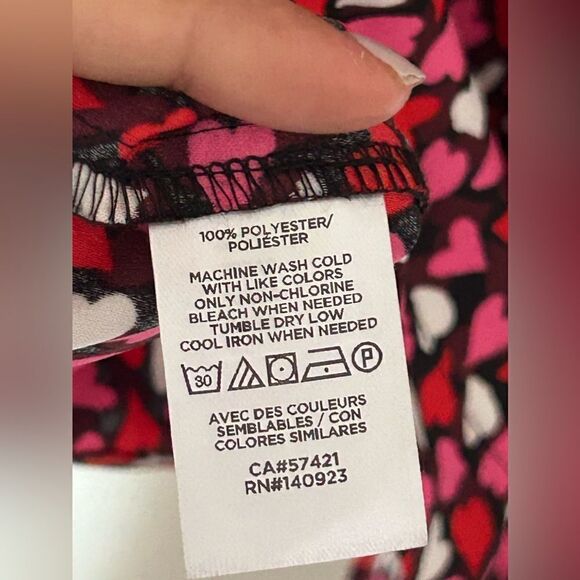 100% POLYESTER/
POLIÉSTER
MACHINE WASH COLD
WITH LIKE COLORS
ONLY NON-CHLORINE
BLEACH WHEN NEEDED
TUMBLE DRY LOW
COOL IRON WHEN NEEDED
30 P
AVEC DES COULEURS
SEMBLABLES / CON
COLORES SIMILARES
CA#57421
RN#140923